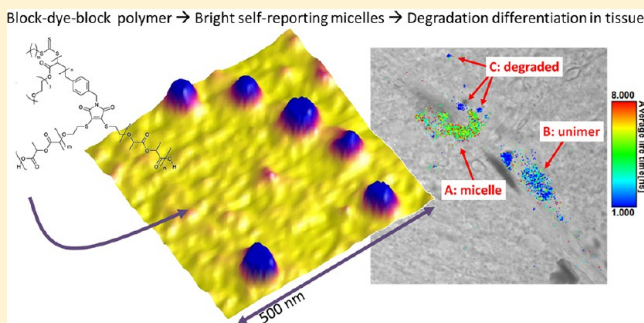 Block-dye-block polymer → Bright self-reporting micelles → Degradation differentiation in tissue
C: degraded
B: unimer
A: micelle
8.000
Average life time[ns]
1.000
500 nm